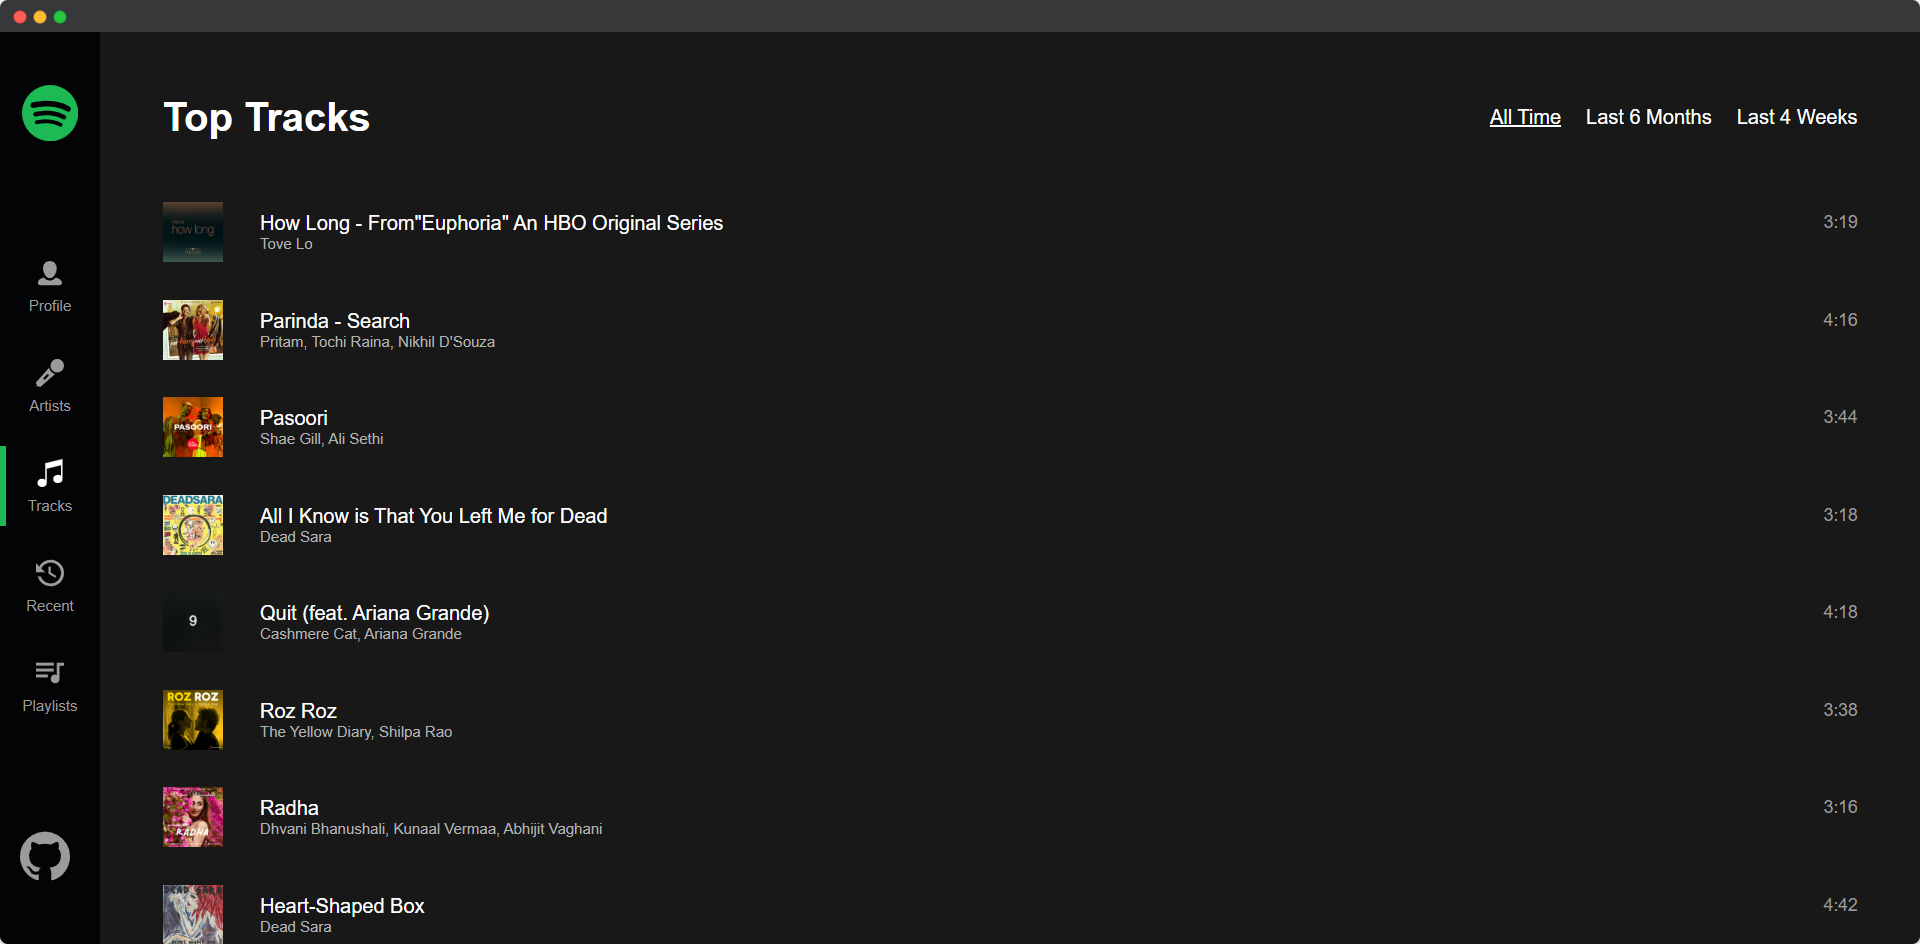 Top Tracks
All Time Last 6 Months Last 4 Weeks
Profile
Artists
Tracks
Recent
Playlists
how long
How Long - From"Euphoria" An HBO Original Series
Tove Lo
3:19
Parinda - Search
Pritam, Tochi Raina, Nikhil D'Souza
4:16
PASOORI
Pasoori
Shae Gill, Ali Sethi
3:44
DEADSARA
All I Know is That You Left Me for Dead
Dead Sara
3:18
9
Quit (feat. Ariana Grande)
Cashmere Cat, Ariana Grande
4:18
ROZ ROZ
Roz Roz
The Yellow Diary, Shilpa Rao
3:38
RADHA
Radha
Dhvani Bhanushali, Kunaal Vermaa, Abhijit Vaghani
3:16
DEAD SARA
Heart-Shaped Box
Dead Sara
4:42